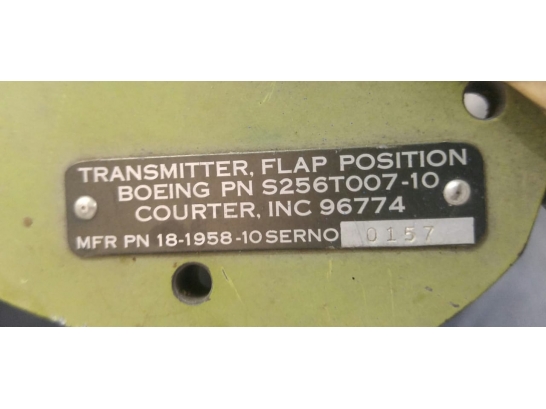 TRANSMITTER, FLAP POSITION
BOEING PN S256T007-10
COURTER, INC 96774
MFR PN 18-1958-10 SERNO 0157